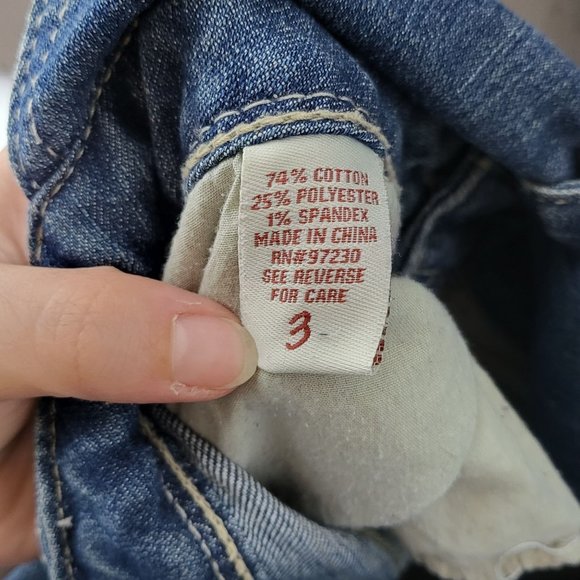 74% COTTON
25% POLYESTER
1% SPANDEX
MADE IN CHINA
RN#97230
SEE REVERSE
FOR CARE
3